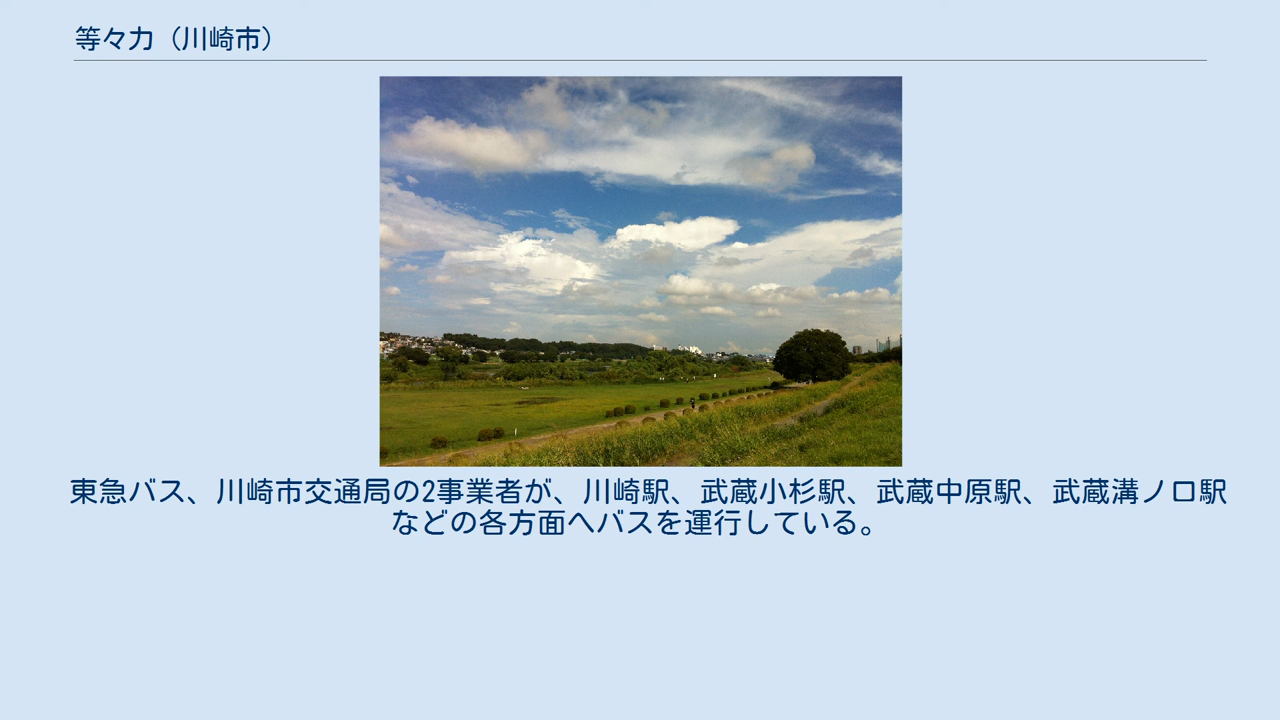 等々力（川崎市）
東急バス、川崎市交通局の2事業者が、川崎駅、武蔵小杉駅、武蔵中原駅、武蔵溝ノ口駅
などの各方面へバスを運行している。